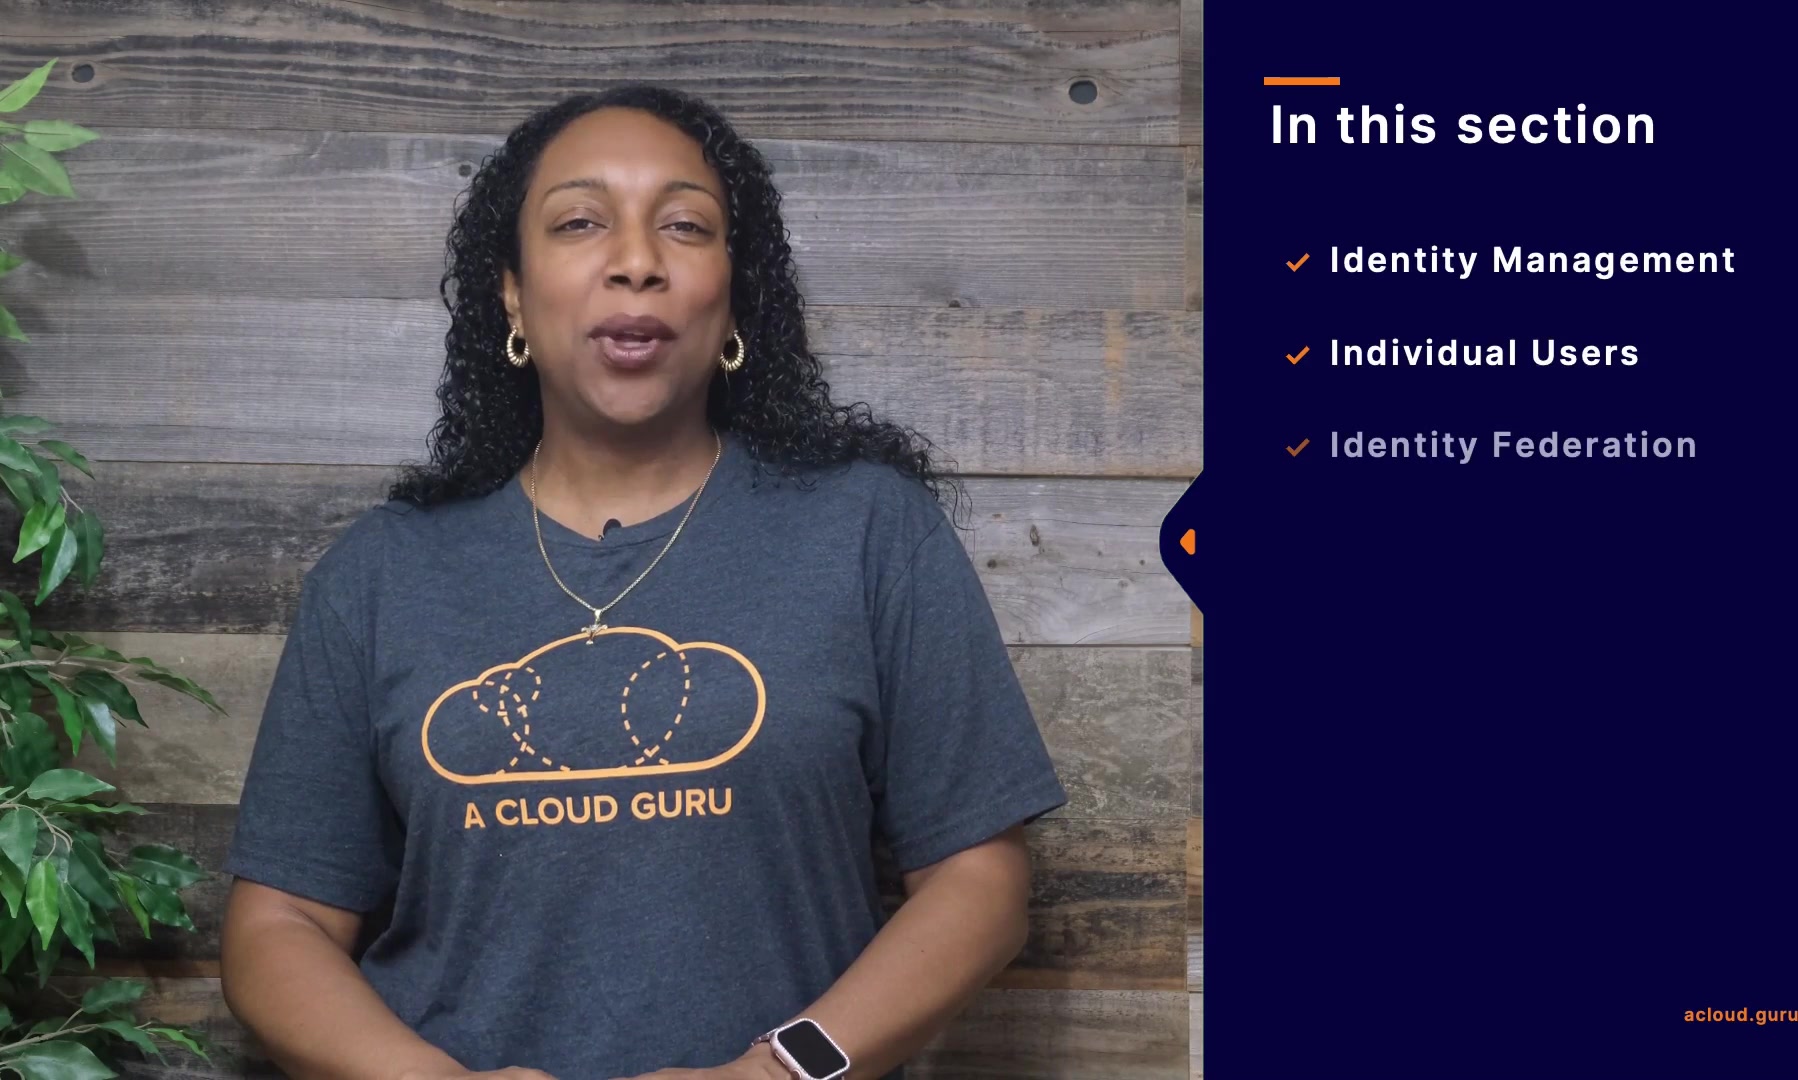 A CLOUD GURU
In this section
Identity Management
Individual Users
Identity Federation
acloud.guru